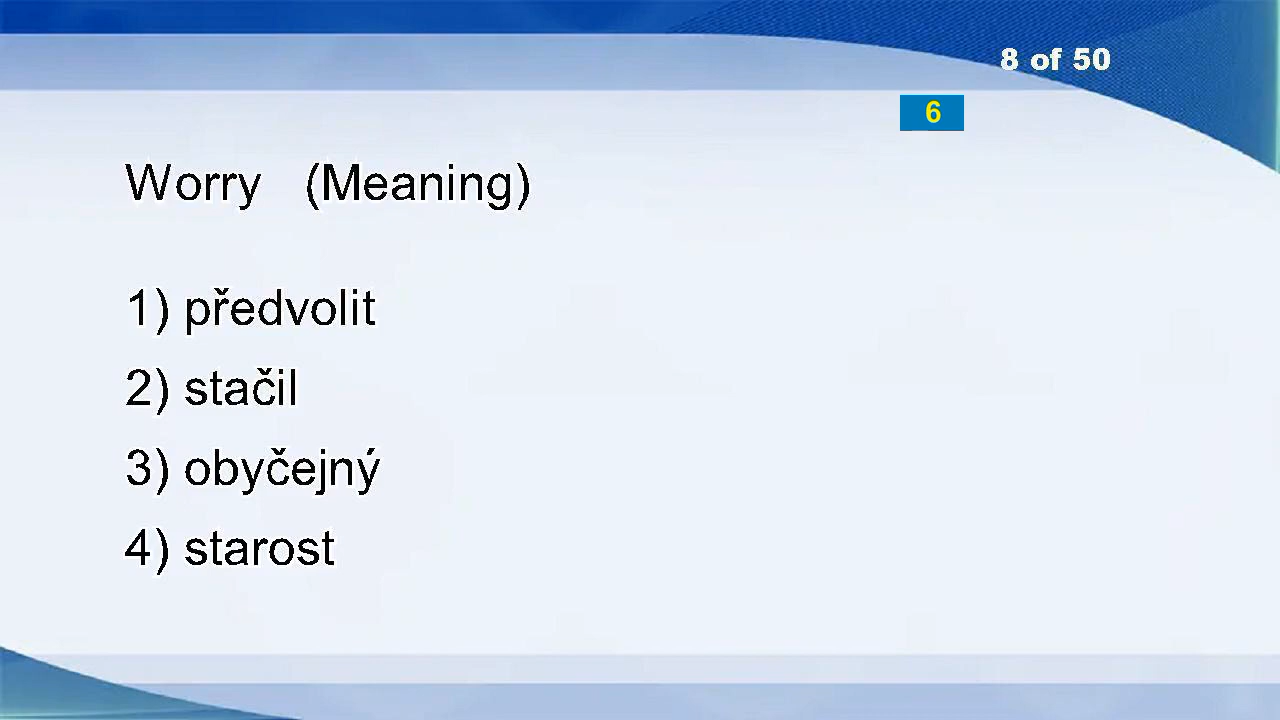 8 of 50
6
Worry (Meaning)
1) předvolit
2) stačil
3) obyčejný
4) starost